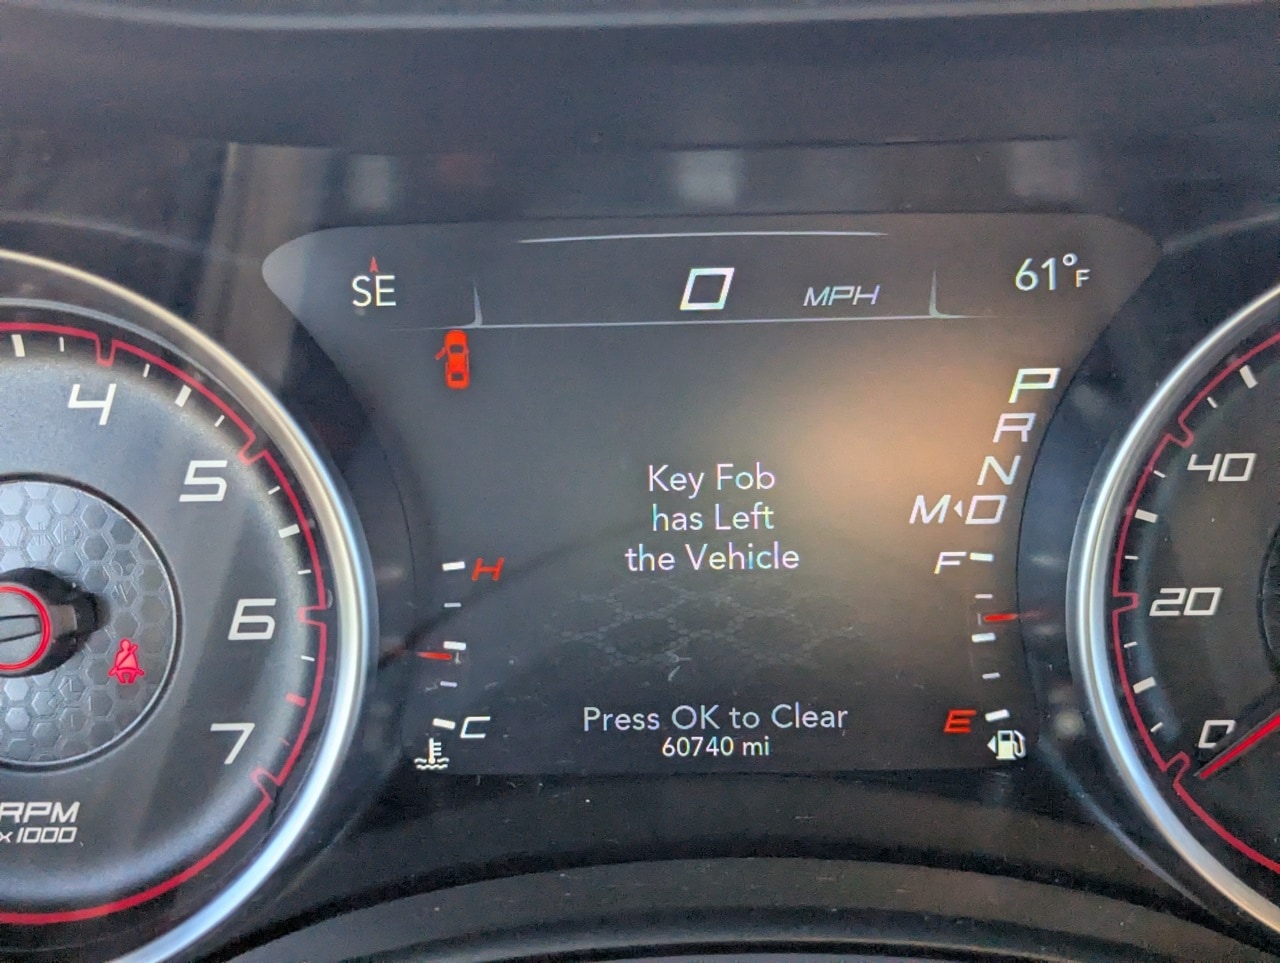 SE
0 MPH
61°F
P
R
N
M D
4
5
6
7
RPM
x1000
H
C
Key Fob
has Left
the Vehicle
Press OK to Clear
60740 mi
F
E
40
20
0